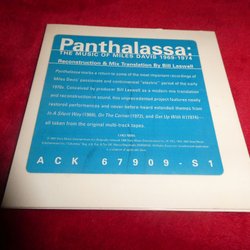 Panthalassa:
THE MUSIC OF MILES DAVIS 1969-1974
Reconstruction & Mix Translation By Bill Laswell
Panthalassa marks a return to some of the most important recordings of
Miles Davis' passionate and controversial "electric" period of the early
1970s. Conceived by producer Bill Laswell as a modern mix translation
and reconstruction in sound, this unprecedented project features newly
restored performances and never before heard extended themes from
In A Silent Way (1969), On The Corner (1972), and Get Up With It (1974)-
all taken from the original multi-track tapes.
ACK 67909-S1